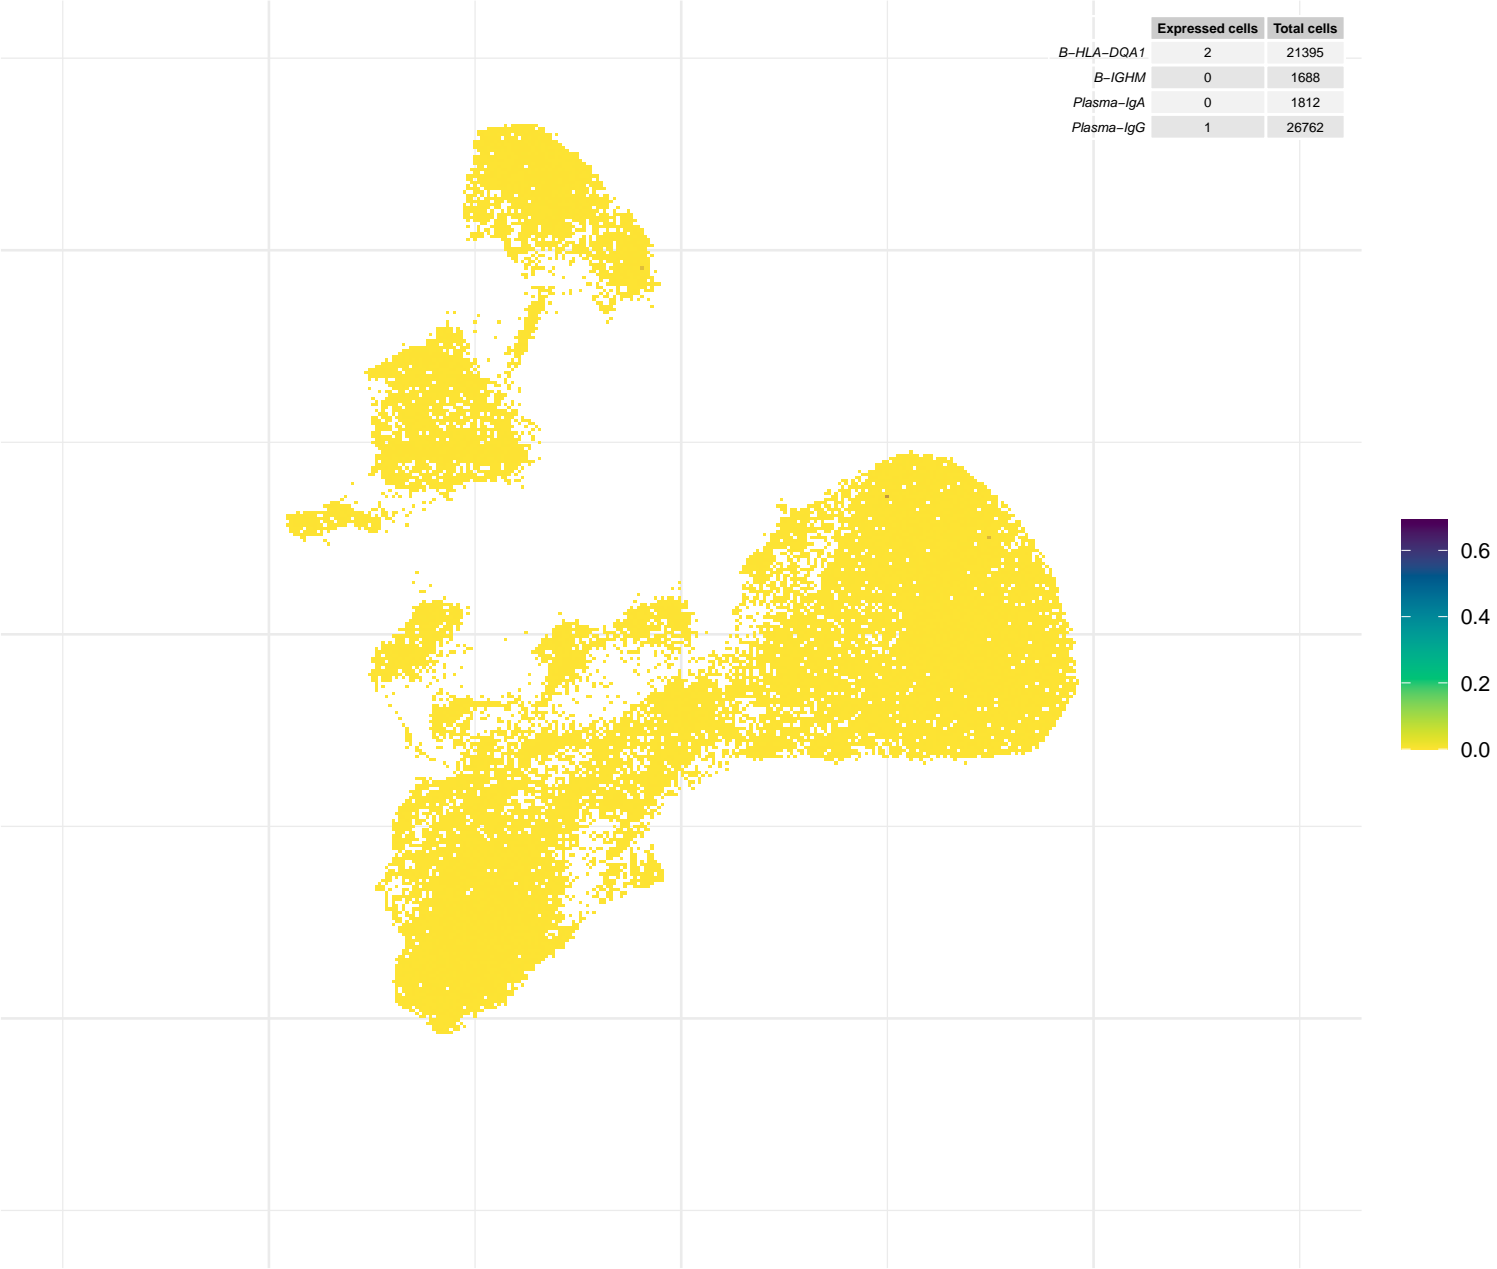 Expressed cells Total cells
B−HLA−DQA1 2 21395
B−IGHM 0 1688
Plasma−IgA 0 1812
Plasma−IgG 1 26762
0.6
0.4
0.2
0.0